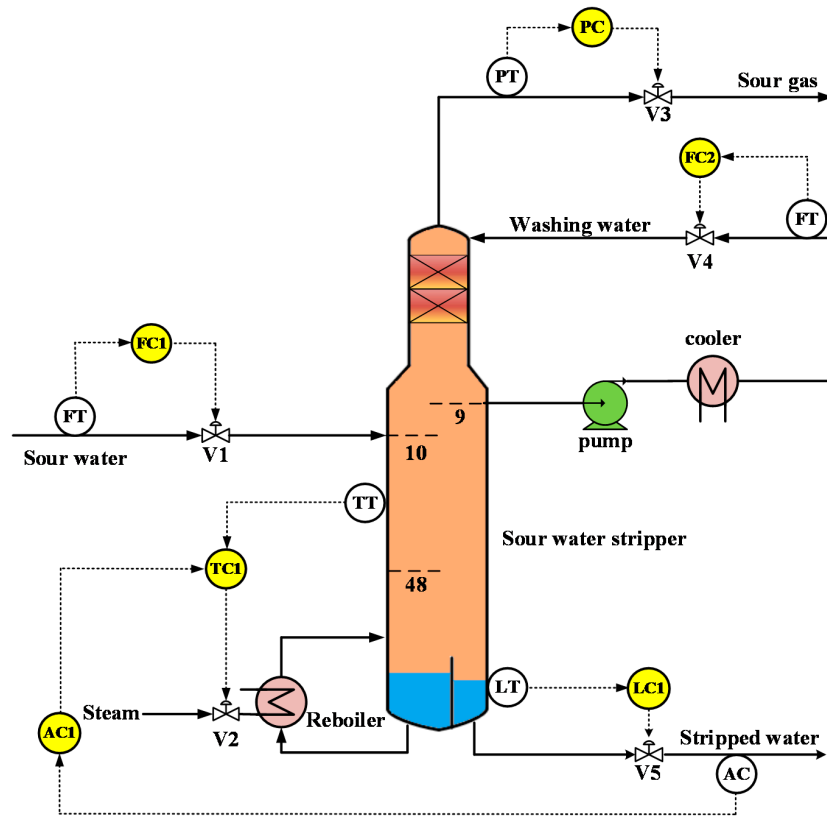 PC
PT
Sour gas
V3
FC2
FT
Washing water
V4
FC1
cooler
FT
9
pump
Sour water
V1
10
TT
Sour water stripper
TC1
48
LT
LC1
Steam
Reboiler
AC1
V2
Stripped water
V5
AC